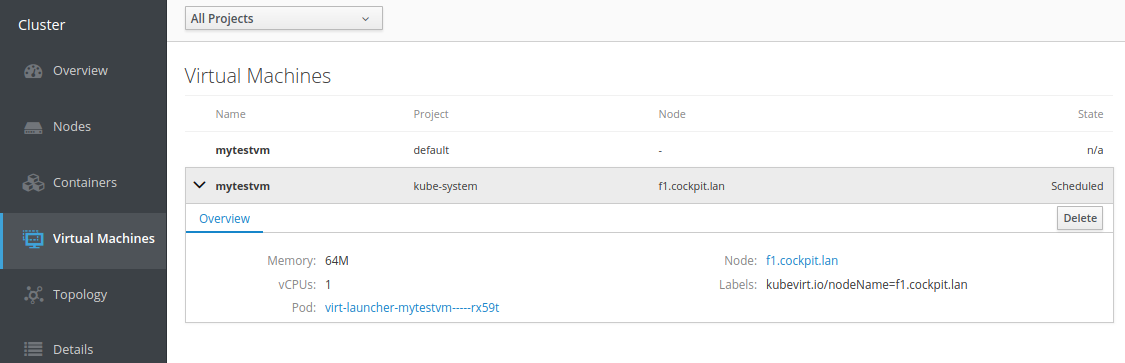 Cluster
Overview
Nodes
Containers
Virtual Machines
Topology
Details
All Projects
Virtual Machines
Name Project Node State
mytestvm default - n/a
mytestvm kube-system f1.cockpit.lan Scheduled
Overview Delete
Memory: 64M Node: f1.cockpit.lan
vCPUs: 1 Labels: kubevirt.io/nodeName=f1.cockpit.lan
Pod: virt-launcher-mytestvm-----rx59t